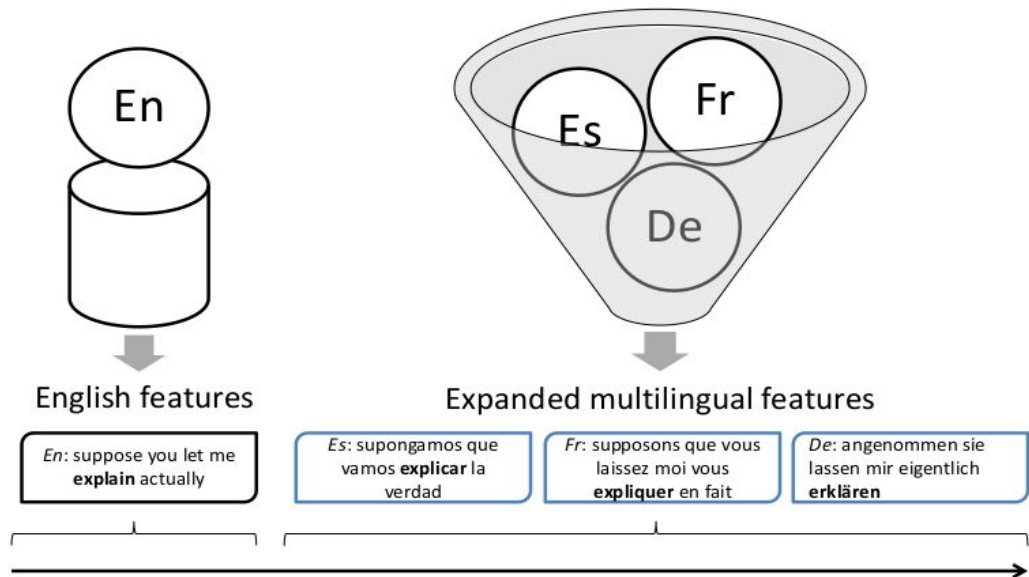 En
Es
Fr
De
English features
Expanded multilingual features
En: suppose you let me
explain actually
Es: supongamos que
vamos explicar la
verdad
Fr: supposons que vous
laissez moi vous
expliquer en fait
De: angenommen sie
lassen mir eigentlich
erklären